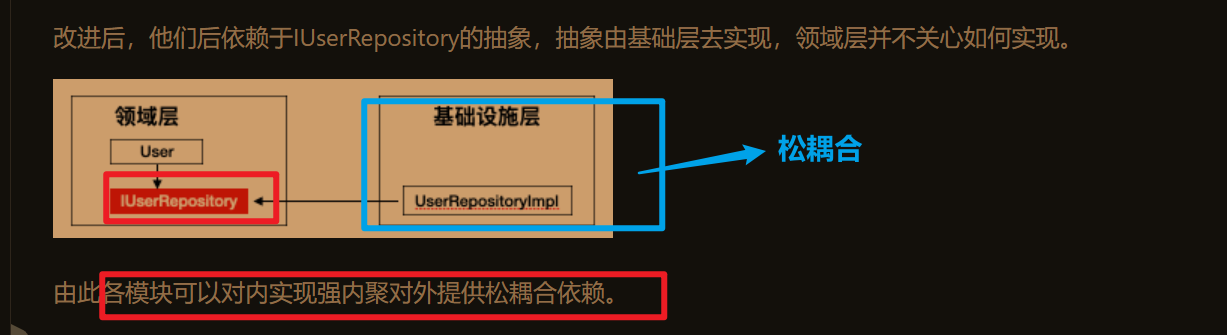 改进后，他们后依赖于IUserRepository的抽象，抽象由基础层去实现，领域层并不关心如何实现。
领域层
基础设施层
User
松耦合
IUserRepository
UserRepositoryImpl
由此各模块可以对内实现强内聚对外提供松耦合依赖。